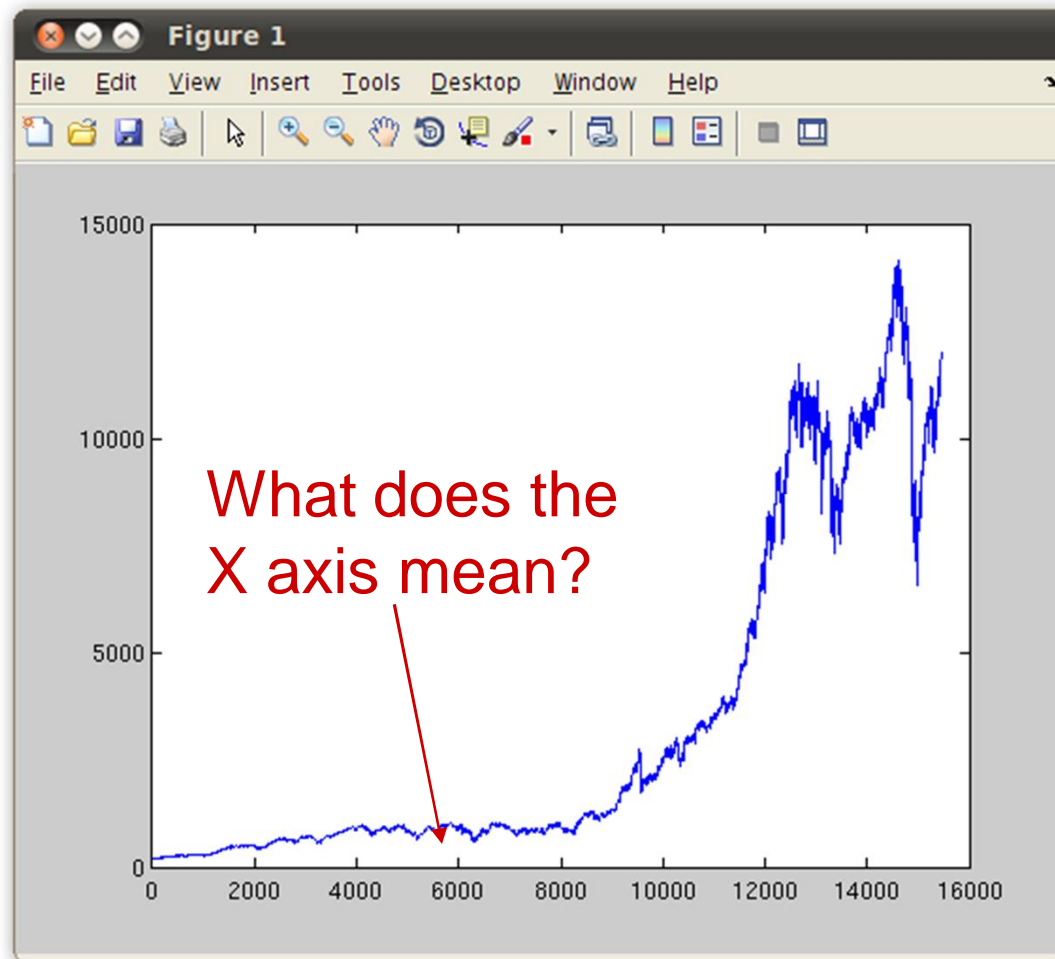 Figure 1
File Edit View Insert Tools Desktop Window Help
15000
10000
5000
0
What does the
X axis mean?
0 2000 4000 6000 8000 10000 12000 14000 16000